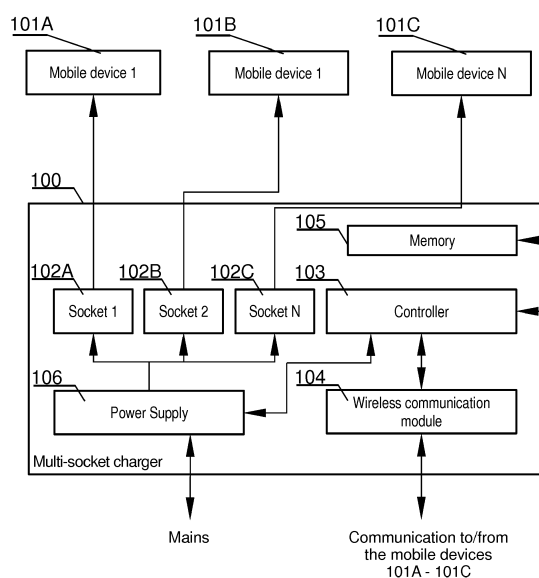 101A
101B
101C
Mobile device 1
Mobile device 1
Mobile device N
100
105
Memory
102A
102B
102C
103
Socket 1
Socket 2
Socket N
Controller
106
104
Power Supply
Wireless communication
module
Multi-socket charger
Mains
Communication to/from
the mobile devices
101A - 101C